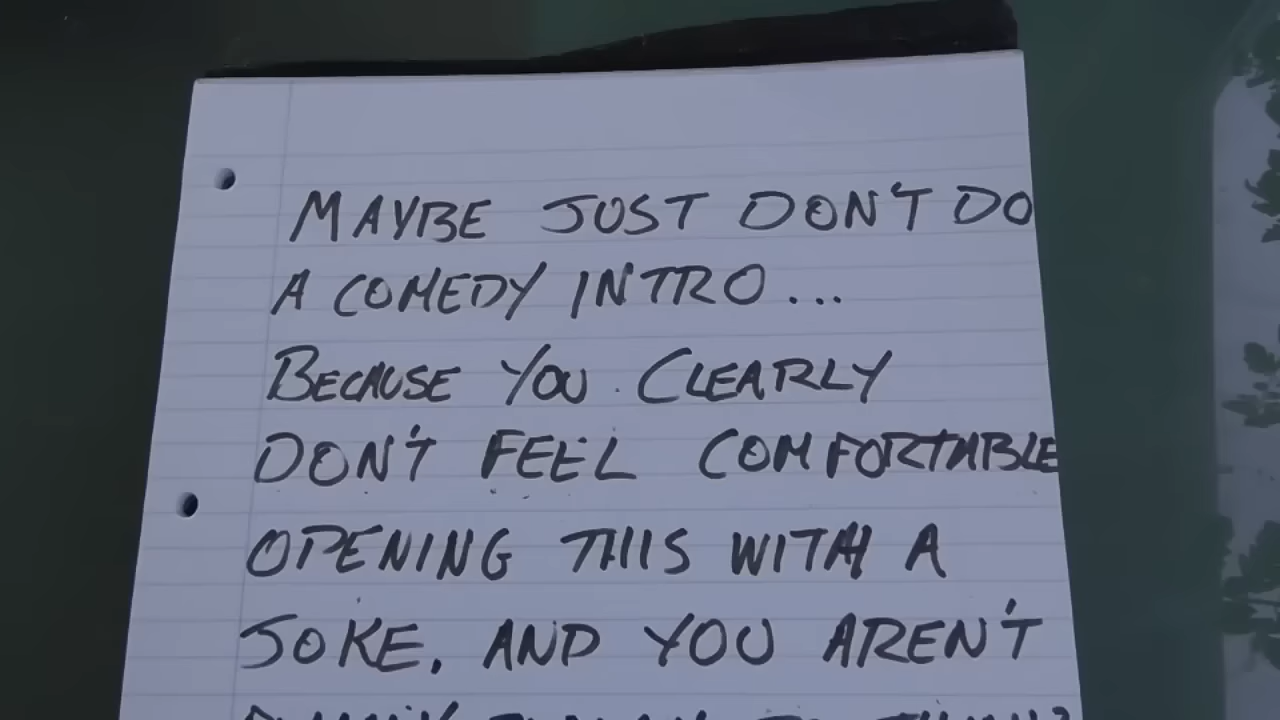 MAYBE JUST DON'T DO
A COMEDY INTRO...
BECAUSE YOU CLEARLY
DON'T FEEL COMFORTABLE
OPENING THIS WITH A
JOKE. AND YOU AREN'T